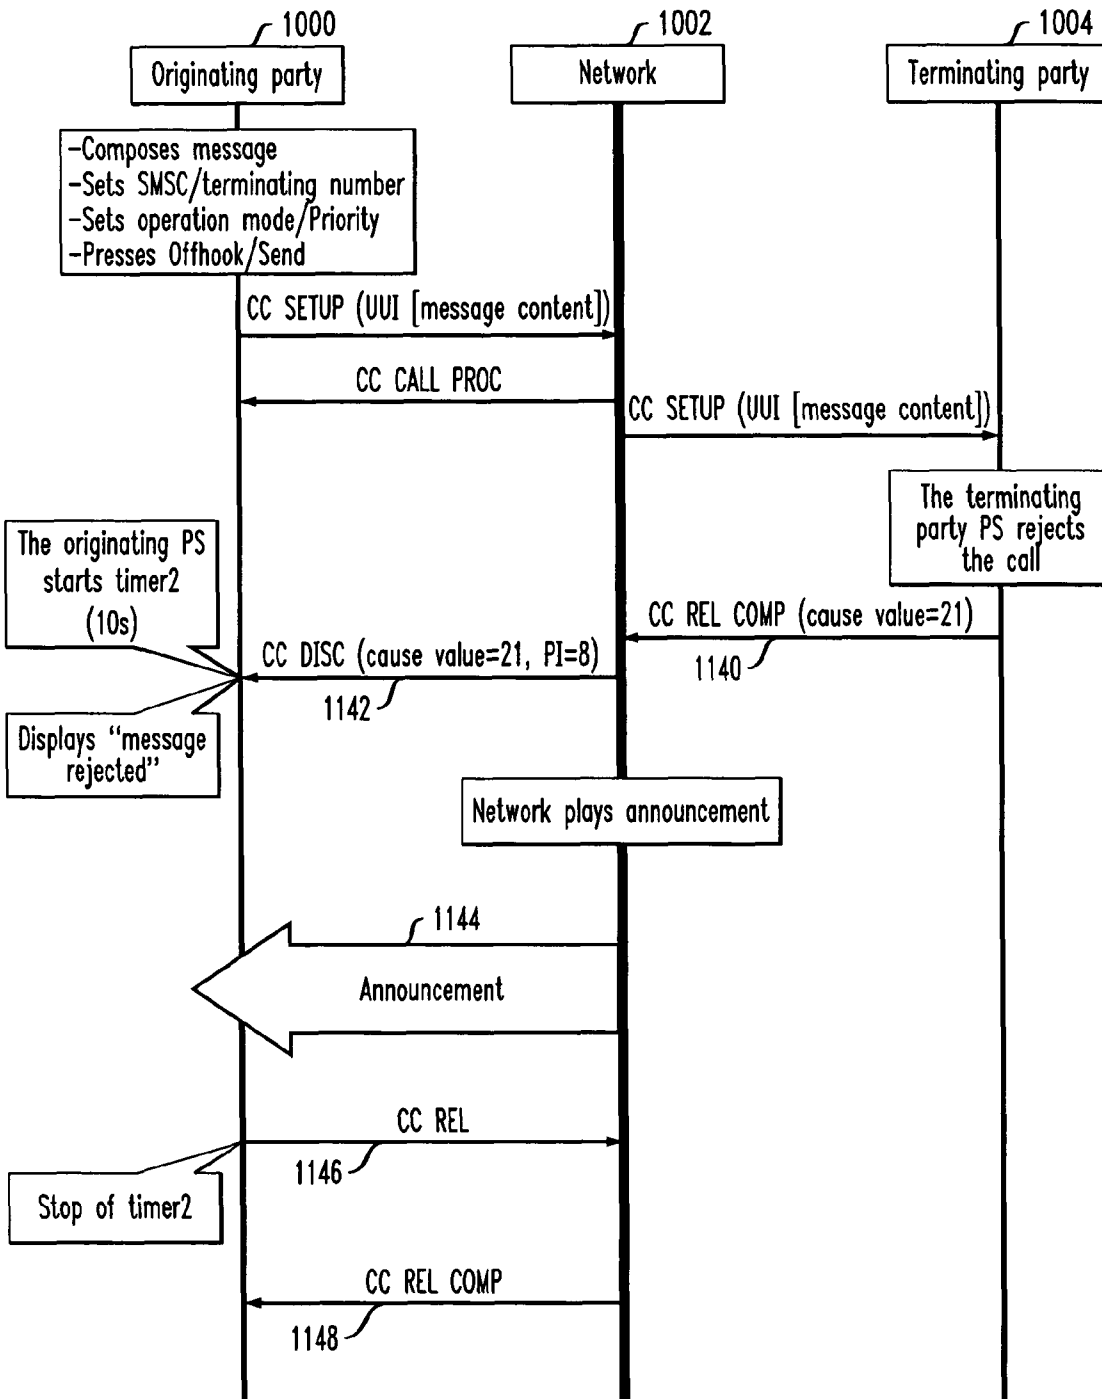 1000
1002
1004
Originating party
Network
Terminating party
-Composes message
-Sets SMSC/terminating number
-Sets operation mode/Priority
-Presses Offhook/Send
CC SETUP (UUI [message content])
CC CALL PROC
CC SETUP (UUI [message content])
The terminating
party PS rejects
the call
The originating PS
starts timer2
(10s)
CC REL COMP (cause value=21)
1140
CC DISC (cause value=21, PI=8)
1142
Displays “message
rejected”
Network plays announcement
1144
Announcement
CC REL
1146
Stop of timer2
CC REL COMP
1148